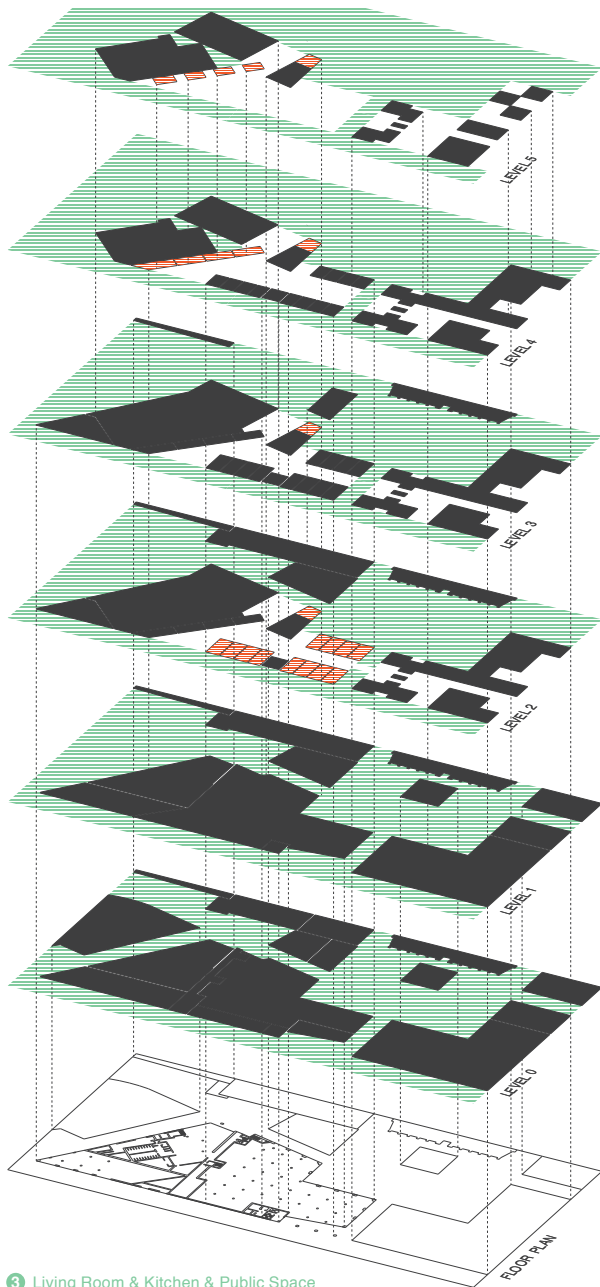 LEVEL 5
LEVEL 4
LEVEL 3
LEVEL 2
LEVEL 1
LEVEL 0
FLOOR PLAN
3 Living Room & Kitchen & Public Space